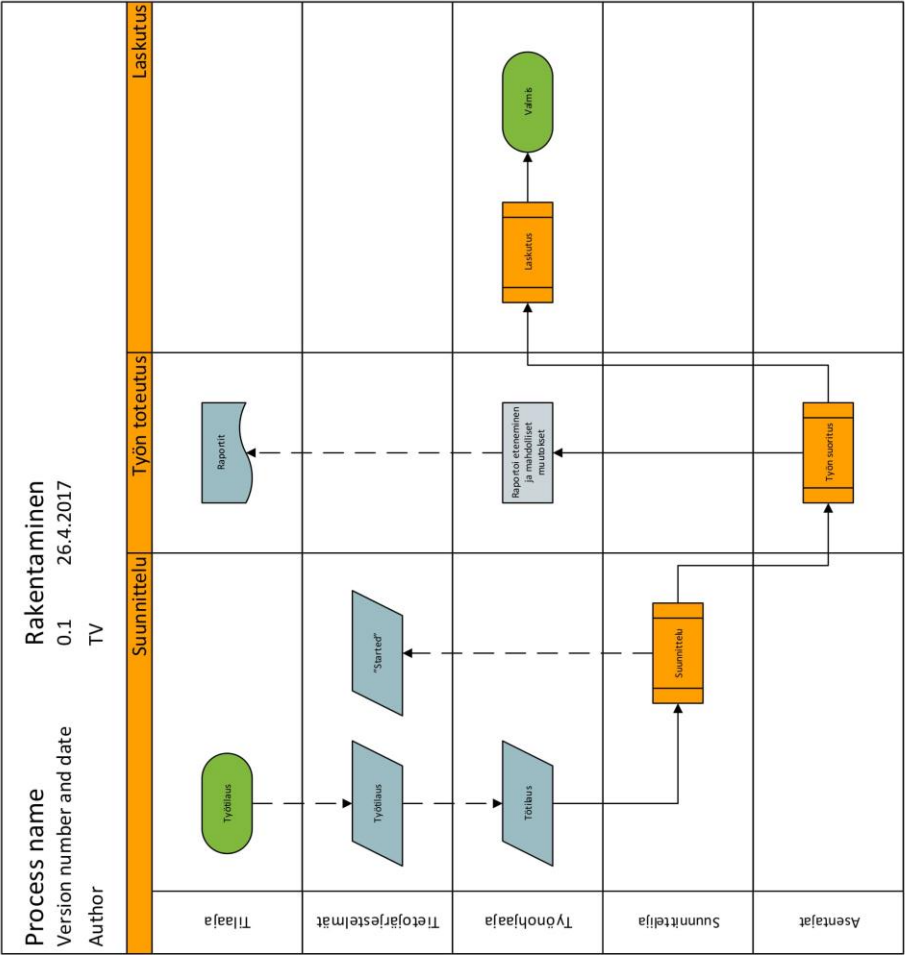 Process name Rakentaminen
Version number and date 0.1 26.4.2017
Author TV
Suunnittelu Työn toteutus Laskutus
Tilaaja
Työtilaus
Raportit
Tietojärjestelmät
Työtilaus
"Started"
Työnohjaaja
Tötilaus
Raportoi eteneminen
ja mahdolliset
muutokset
Laskutus
Valmis
Suunnittelija
Suunnittelu
Asentajat
Työn suoritus